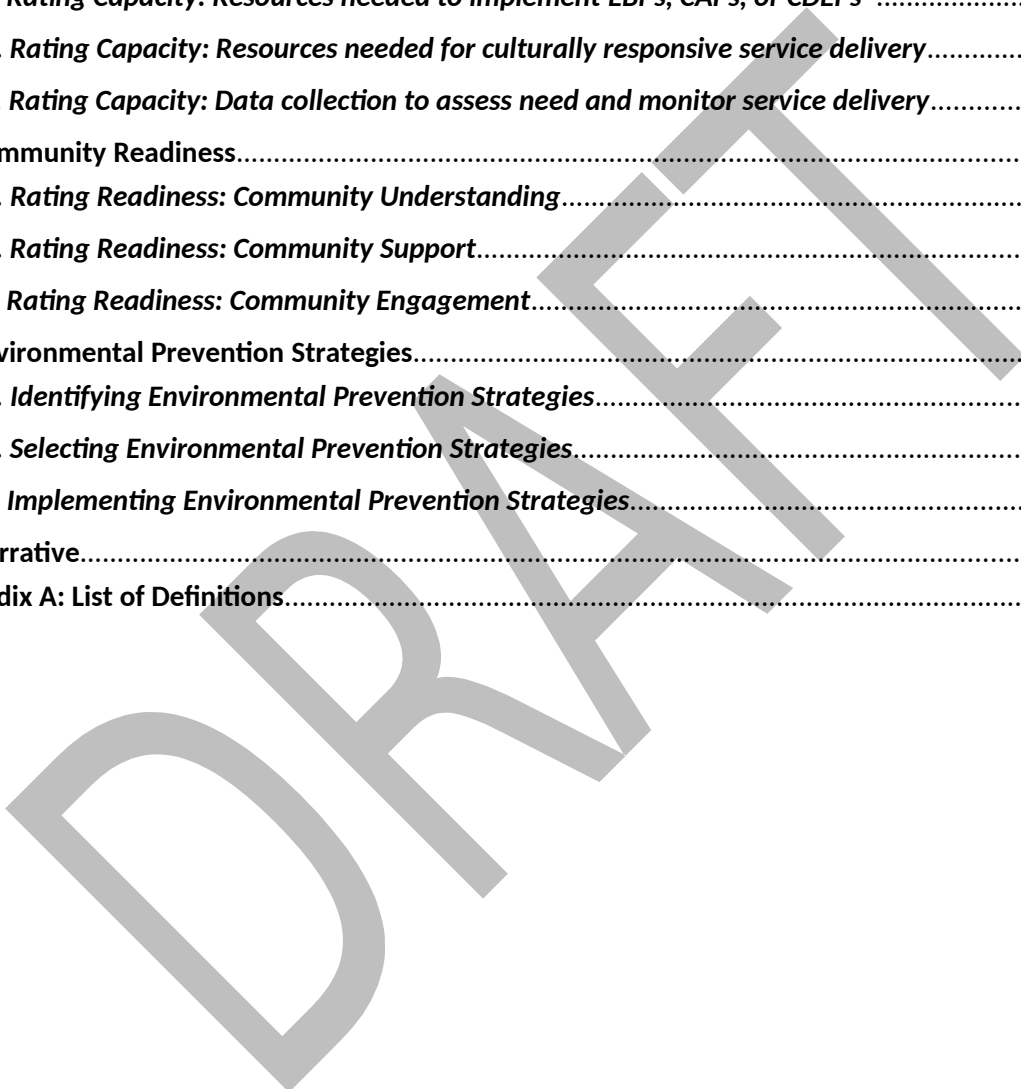 Rating Capacity: Resources needed to implement EBPs, CAPs, or CDEPs ............
. Rating Capacity: Resources needed for culturally responsive service delivery.............
. Rating Capacity: Data collection to assess need and monitor service delivery............
mmunity Readiness.........................................................................................................
. Rating Readiness: Community Understanding.............................................................
. Rating Readiness: Community Support.........................................................................
Rating Readiness: Community Engagement.................................................................
vironmental Prevention Strategies.................................................................................
. Identifying Environmental Prevention Strategies.........................................................
. Selecting Environmental Prevention Strategies............................................................
Implementing Environmental Prevention Strategies....................................................
rrative..............................................................................................................................
dix A: List of Definitions...................................................................................................
DRAFT